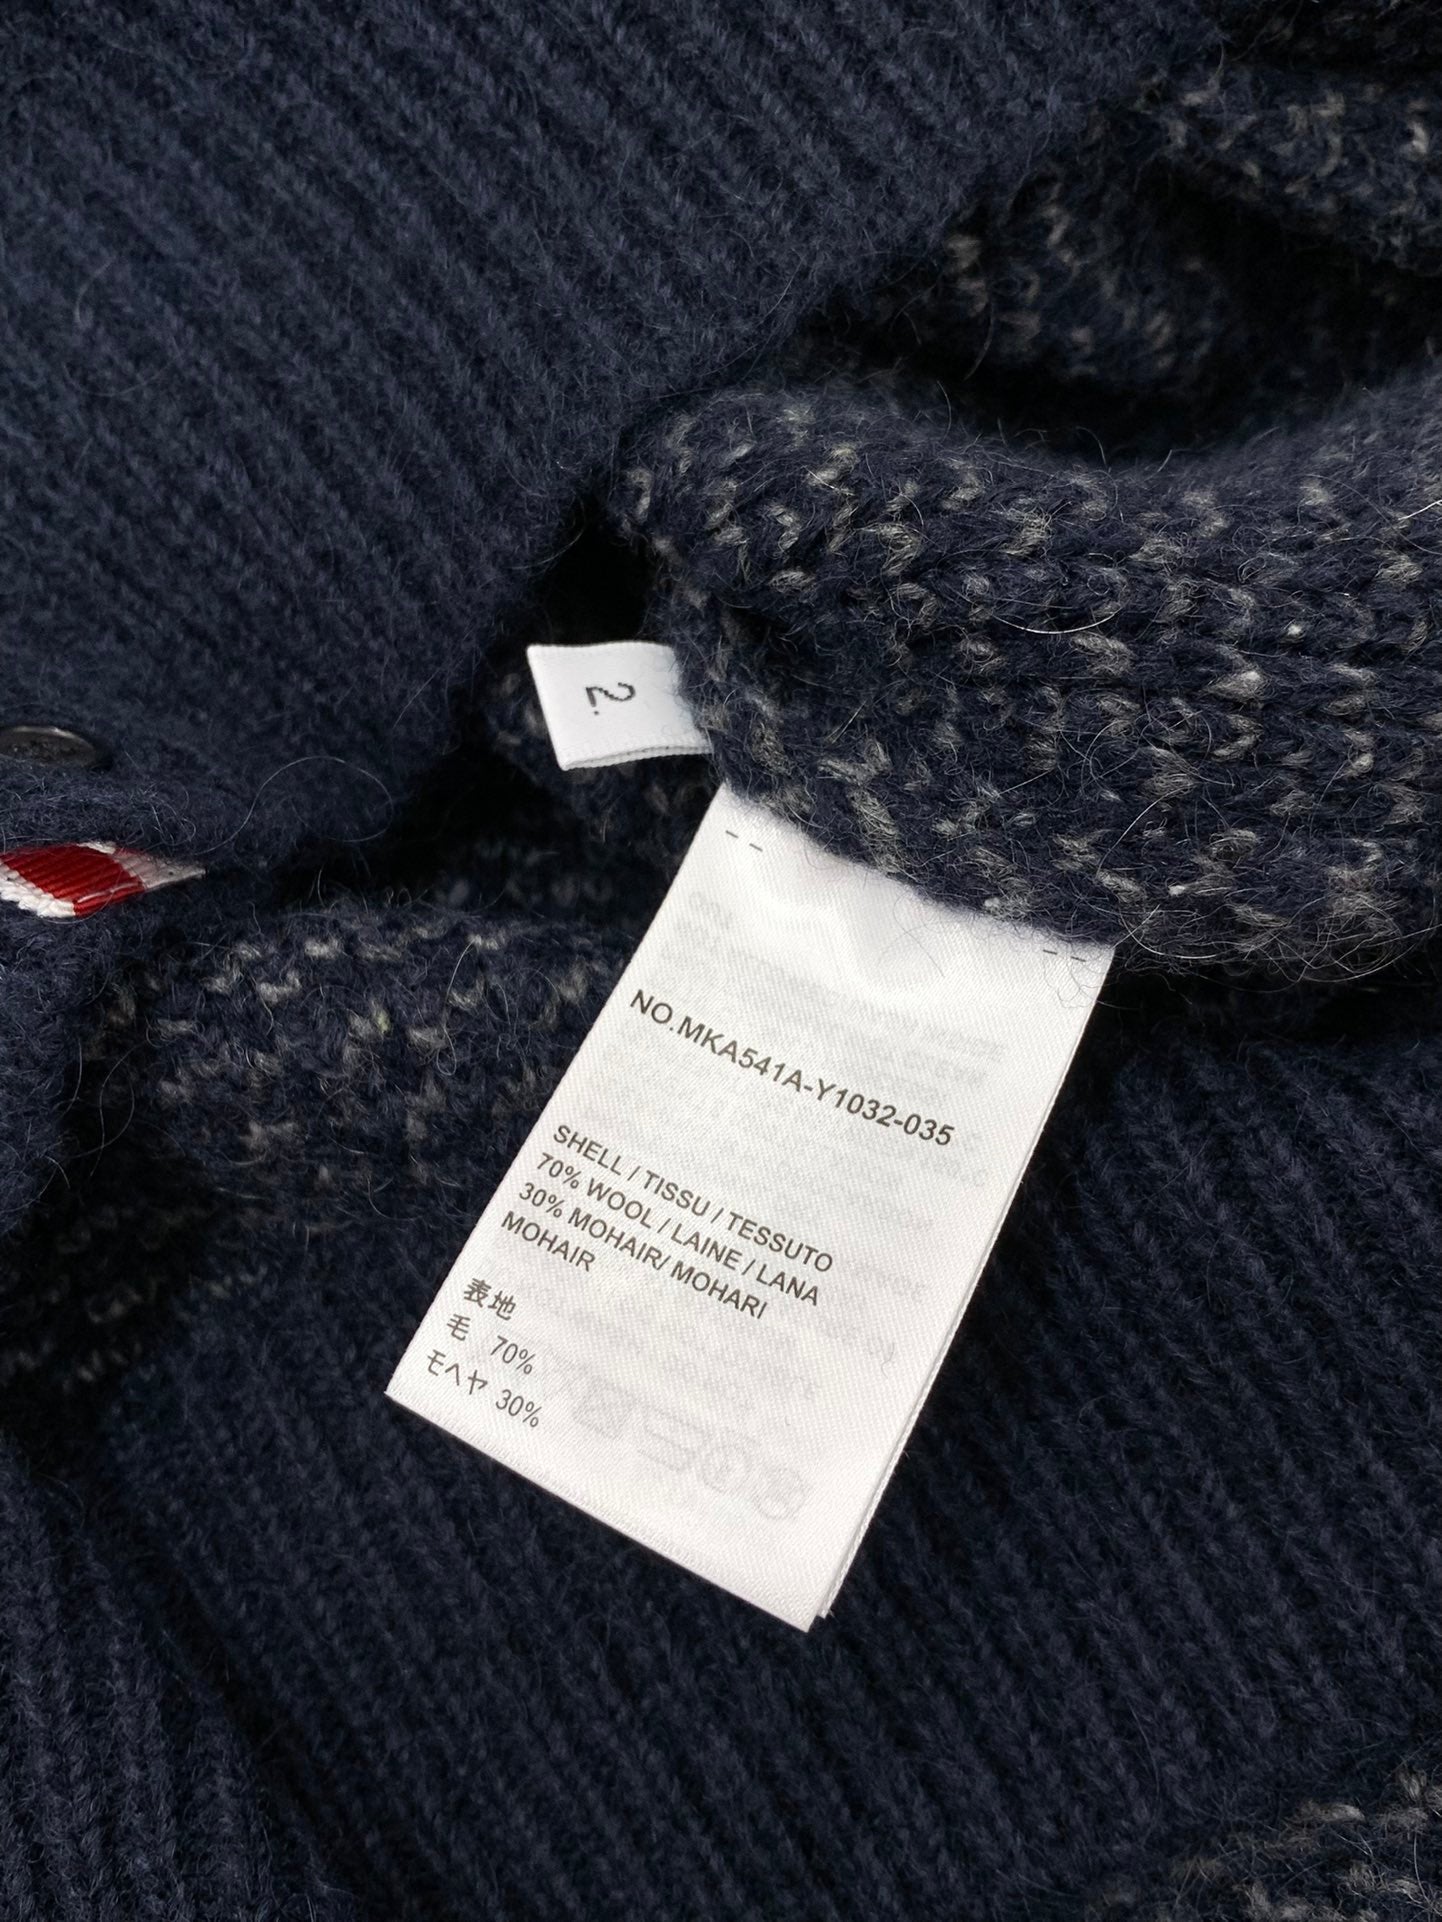 2
NO.MKA541A-Y1032-035
SHELL / TISSU / TESSUTO
70% WOOL / LAINE / LANA
30% MOHAIR/ MOHARI
MOHAIR
表地
毛 70%
モヘヤ 30%